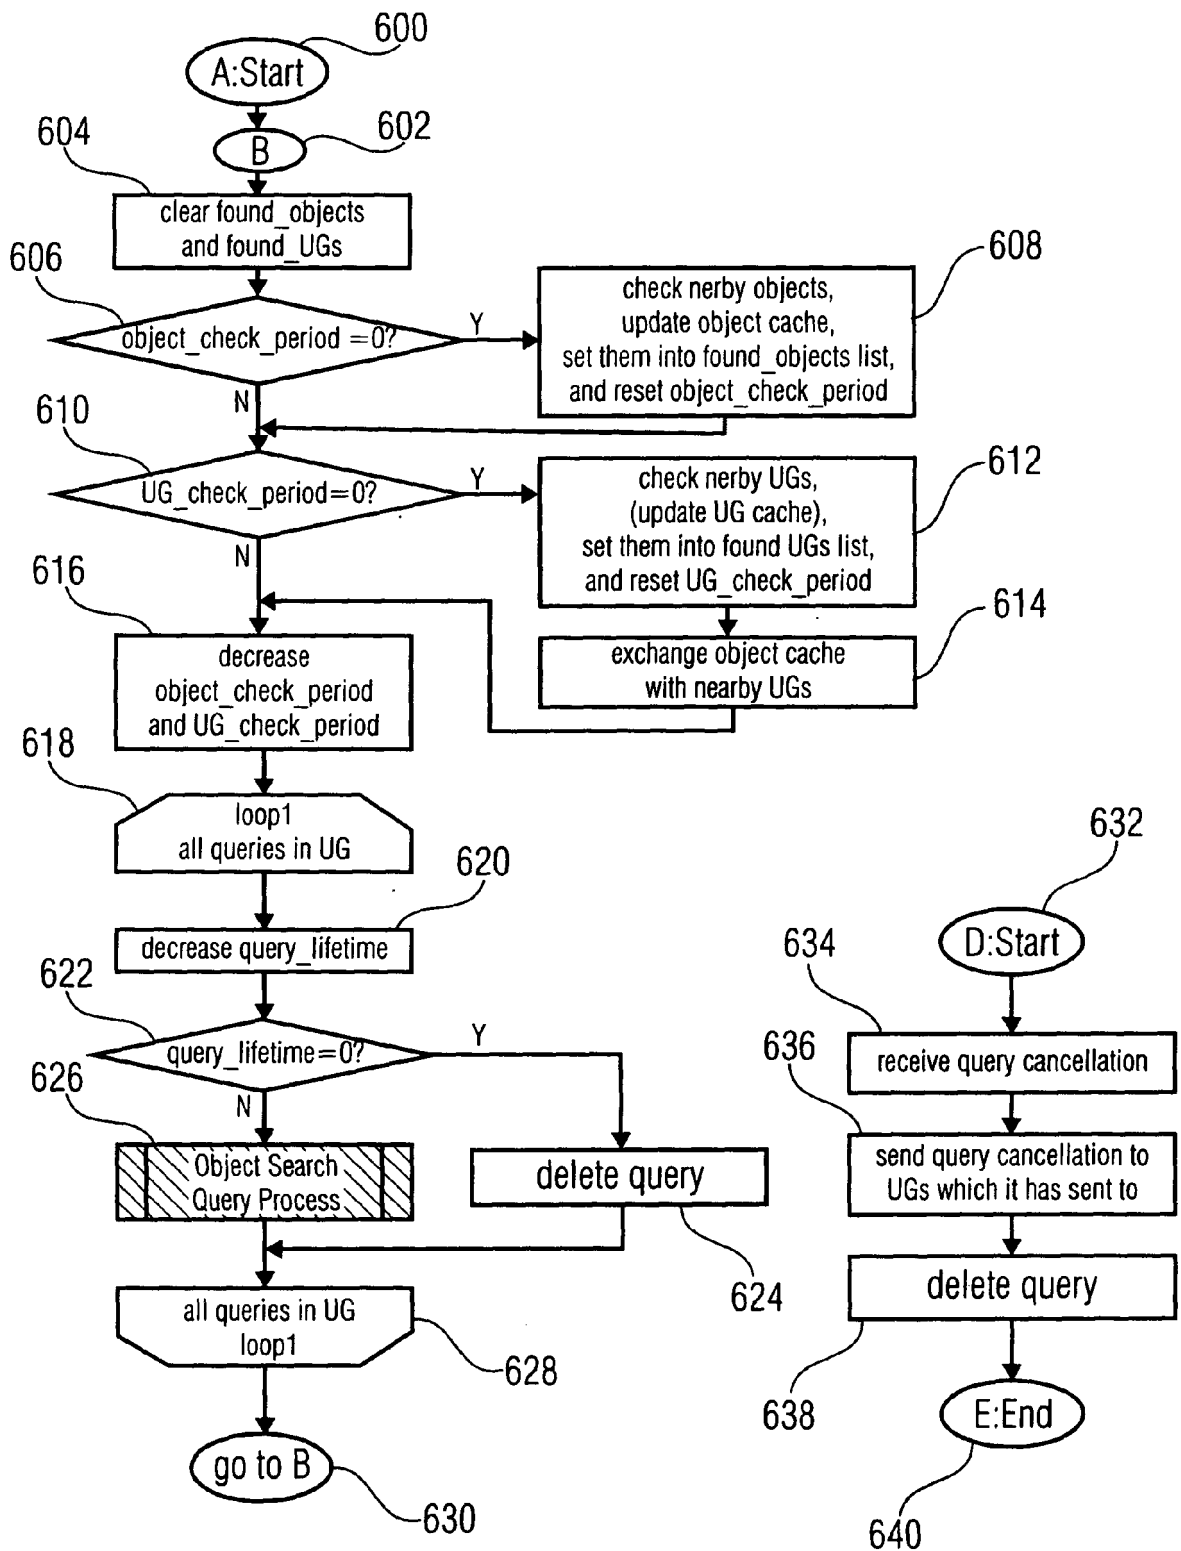 600
A:Start
602
B
604
clear found_objects
and found_UGs
606
object_check_period =0?
Y
N
608
check nerby objects,
update object cache,
set them into found_objects list,
and reset object_check_period
610
UG_check_period=0?
Y
N
612
check nerby UGs,
(update UG cache),
set them into found UGs list,
and reset UG_check_period
614
exchange object cache
with nearby UGs
616
decrease
object_check_period
and UG_check_period
618
loop1
all queries in UG
620
decrease query_lifetime
622
query_lifetime=0?
Y
N
626
Object Search
Query Process
delete query
624
all queries in UG
loop1
628
go to B
630
632
D:Start
634
receive query cancellation
636
send query cancellation to
UGs which it has sent to
delete query
638
E:End
640